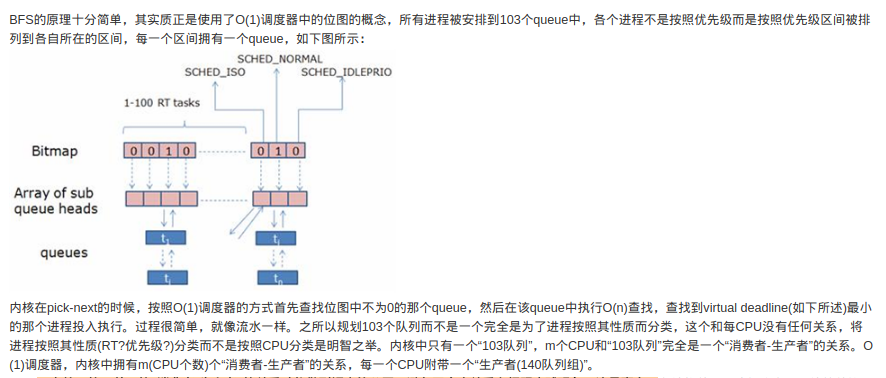 BFS的原理十分简单，其实质正是使用了O(1)调度器中的位图的概念，所有进程被安排到103个queue中，各个进程不是按照优先级而是按照优先级区间被排
列到各自所在的区间，每一个区间拥有一个queue，如下图所示：
SCHED_NORMAL
SCHED_ISO
SCHED_IDLEPRIO
1-100 RT tasks
Bitmap
0 0 1 0
0 1 0
Array of sub
queue heads
queues
内核在pick-next的时候，按照O(1)调度器的方式首先查找位图中不为0的那个queue，然后在该queue中执行O(n)查找，查找到virtual deadline(如下所述)最小
的那个进程投入执行。过程很简单，就像流水一样。之所以规划103个队列而不是一个完全是为了进程按照其性质而分类，这个和每CPU没有任何关系，将
进程按照其性质(RT?优先级?)分类而不是按照CPU分类是明智之举。内核中只有一个“103队列”，m个CPU和“103队列”完全是一个“消费者-生产者”的关系。O
(1)调度器，内核中拥有m(CPU个数)个“消费者-生产者”的关系，每一个CPU附带一个“生产者(140队列组)”。